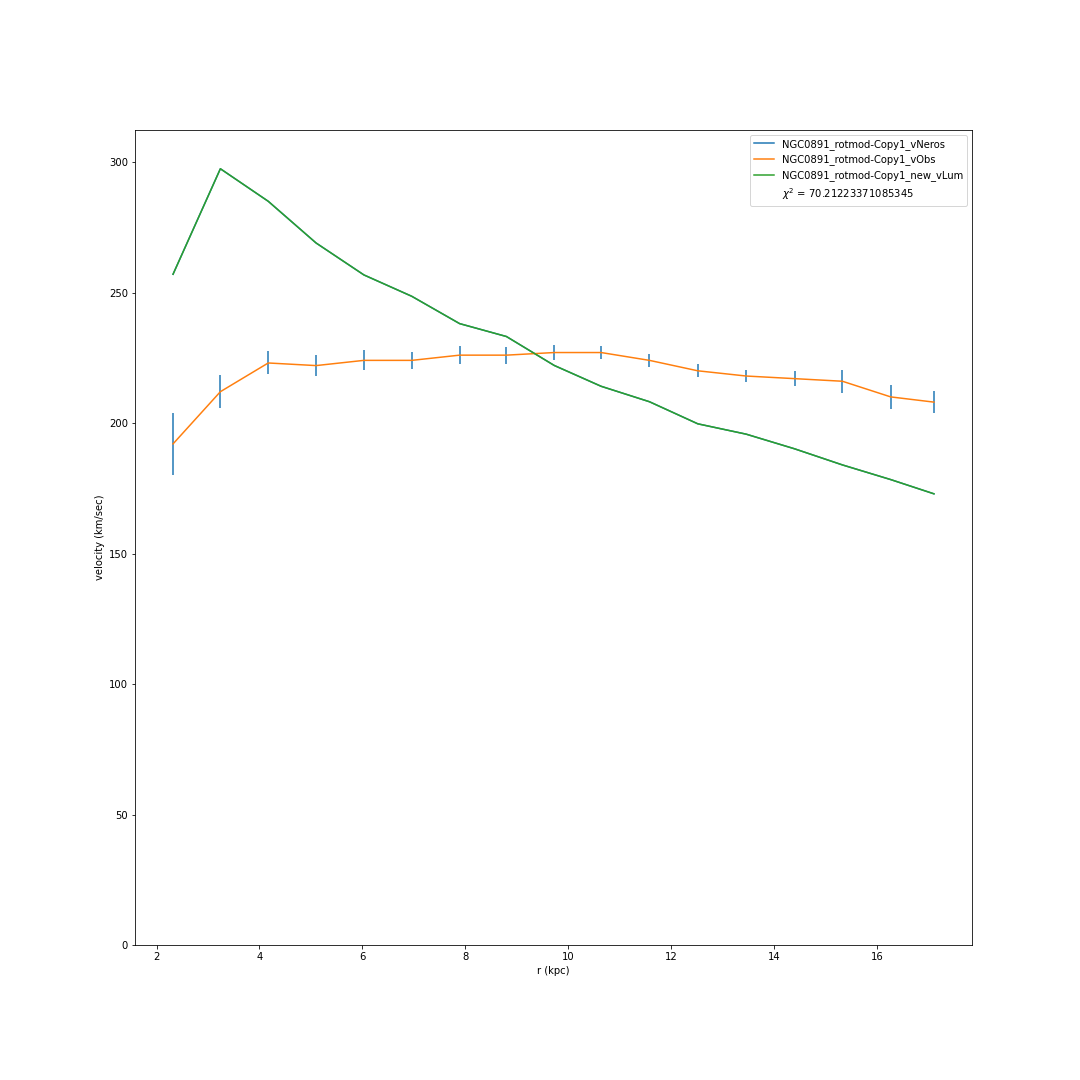 NGC0891_rotmod-Copy1_vNeros
NGC0891_rotmod-Copy1_vObs
NGC0891_rotmod-Copy1_new_vLum
χ² = 70.21223371085345
300
250
200
150
100
50
0
velocity (km/sec)
2 4 6 8 10 12 14 16
r (kpc)